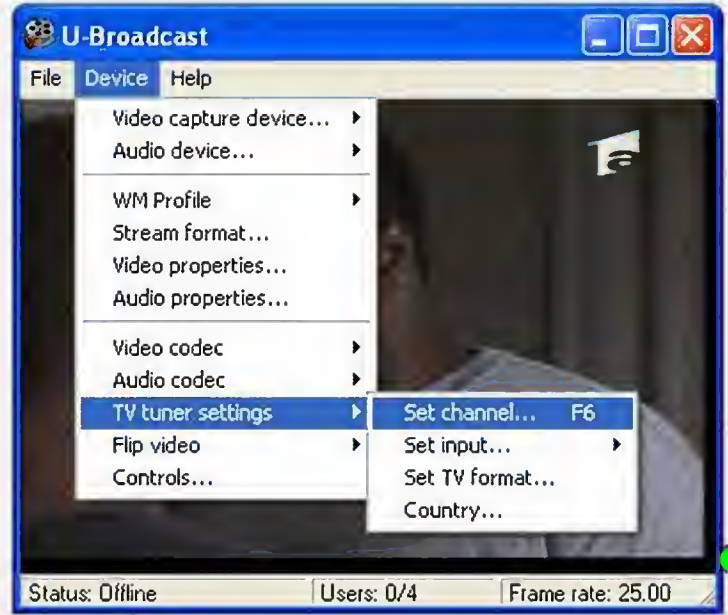 U-Broadcast
File Device Help
Video capture device...
Audio device...
WM Profile
Stream format...
Video properties...
Audio properties...
Video codec
Audio codec
TV tuner settings
Flip video
Controls...
Set channel... F6
Set input...
Set TV format...
Country...
Status: Offline Users: 0/4 Frame rate: 25.00